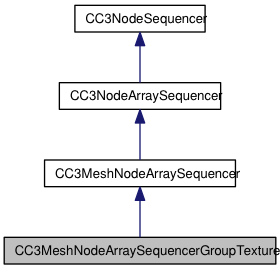 CC3NodeSequencer
CC3NodeArraySequencer
CC3MeshNodeArraySequencer
CC3MeshNodeArraySequencerGroupTexture